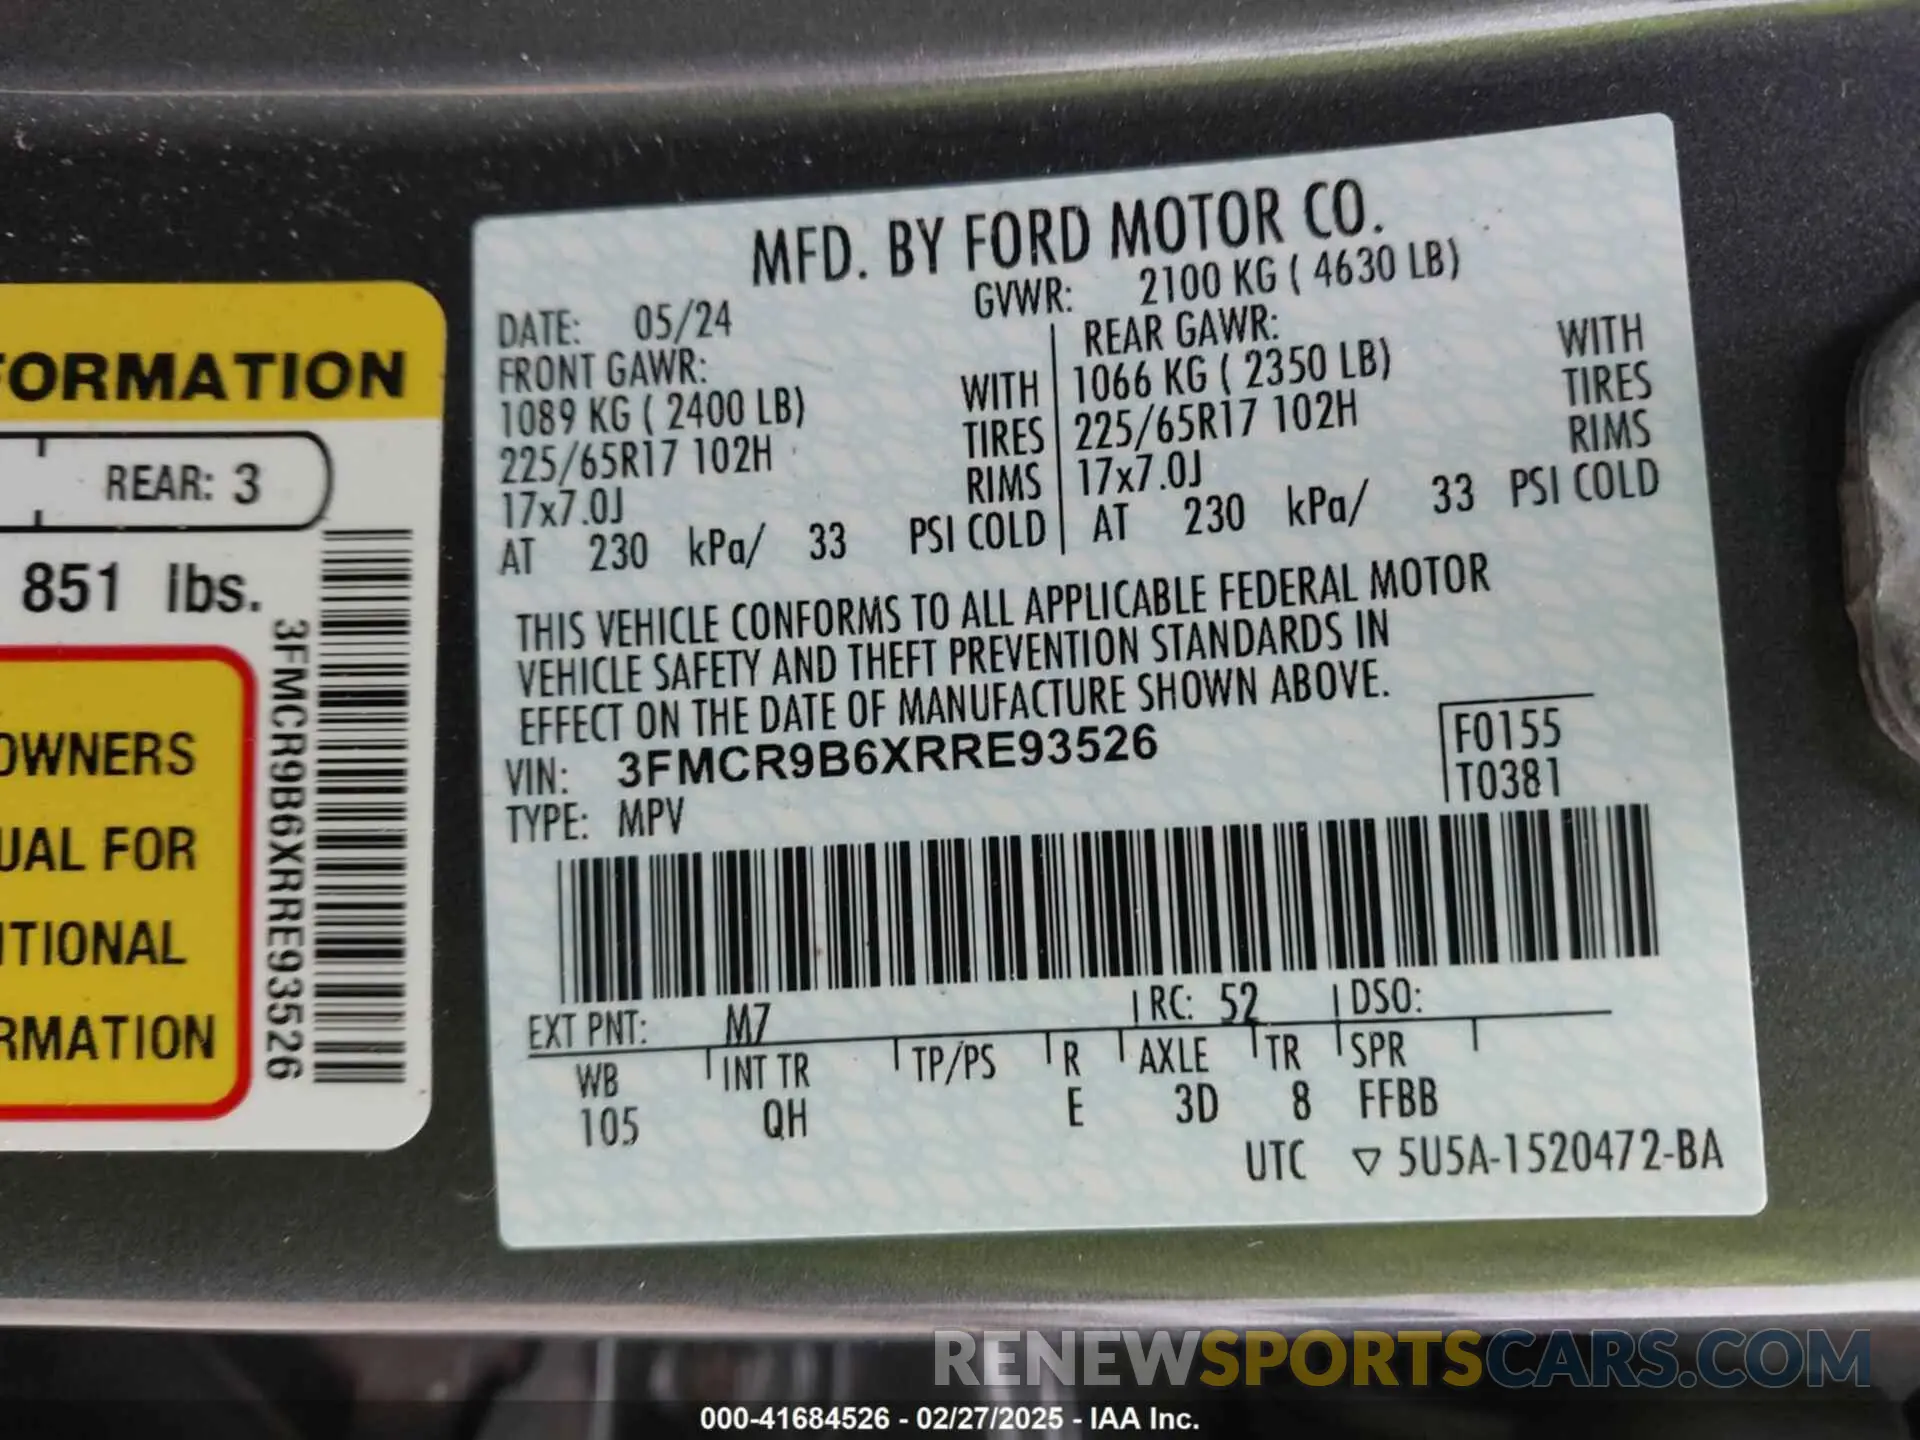 FORMATION
REAR: 3
851 lbs.
3FMCR9B6XRRE93526
OWNERS
UAL FOR
ITIONAL
RMATION
MFD. BY FORD MOTOR CO.
DATE: 05/24 GVWR: 2100 KG ( 4630 LB)
FRONT GAWR: REAR GAWR:
1089 KG ( 2400 LB) WITH 1066 KG ( 2350 LB) WITH
225/65R17 102H TIRES 225/65R17 102H TIRES
17x7.0J RIMS 17x7.0J RIMS
AT 230 kPa/ 33 PSI COLD AT 230 kPa/ 33 PSI COLD
THIS VEHICLE CONFORMS TO ALL APPLICABLE FEDERAL MOTOR
VEHICLE SAFETY AND THEFT PREVENTION STANDARDS IN
EFFECT ON THE DATE OF MANUFACTURE SHOWN ABOVE.
VIN: 3FMCR9B6XRRE93526 F0155
TYPE: MPV T0381
EXT PNT: M7 RC: 52 DSO:
WB INT TR TP/PS R AXLE TR SPR
105 QH E 3D 8 FFBB
UTC ▽ 5U5A-1520472-BA
RENEWSPORTSCARS.COM
000-41684526 - 02/27/2025 - IAA Inc.